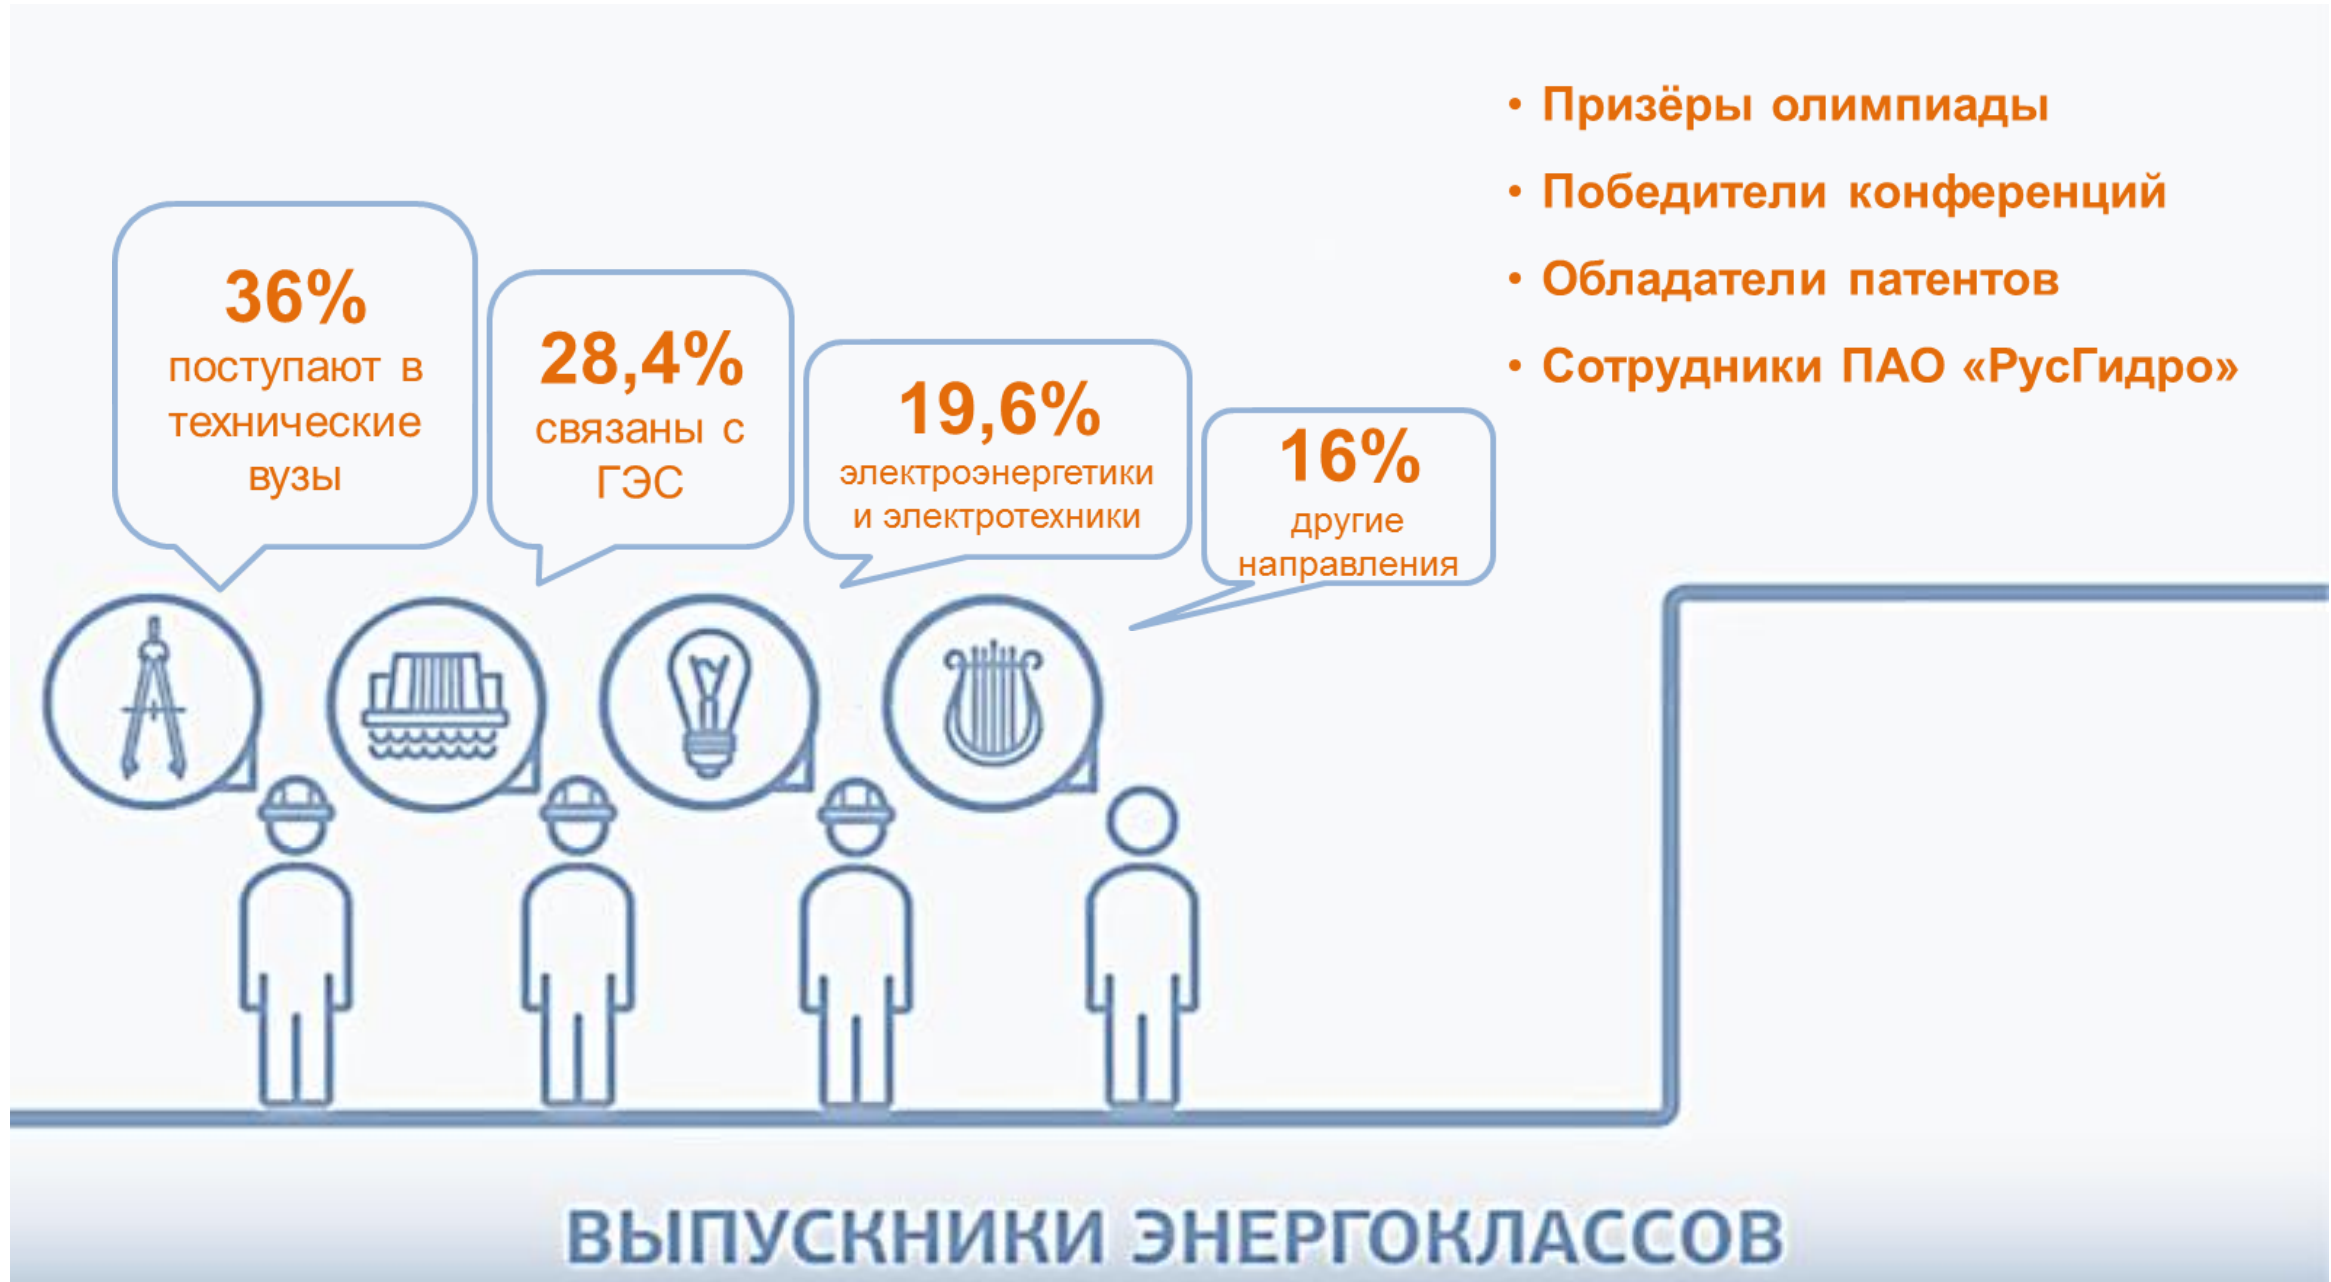 • Призёры олимпиады
• Победители конференций
• Обладатели патентов
• Сотрудники ПАО «РусГидро»
36%
поступают в
технические
вузы
28,4%
связаны с
ГЭС
19,6%
электроэнергетики
и электротехники
16%
другие
направления
ВЫПУСКНИКИ ЭНЕРГОКЛАССОВ